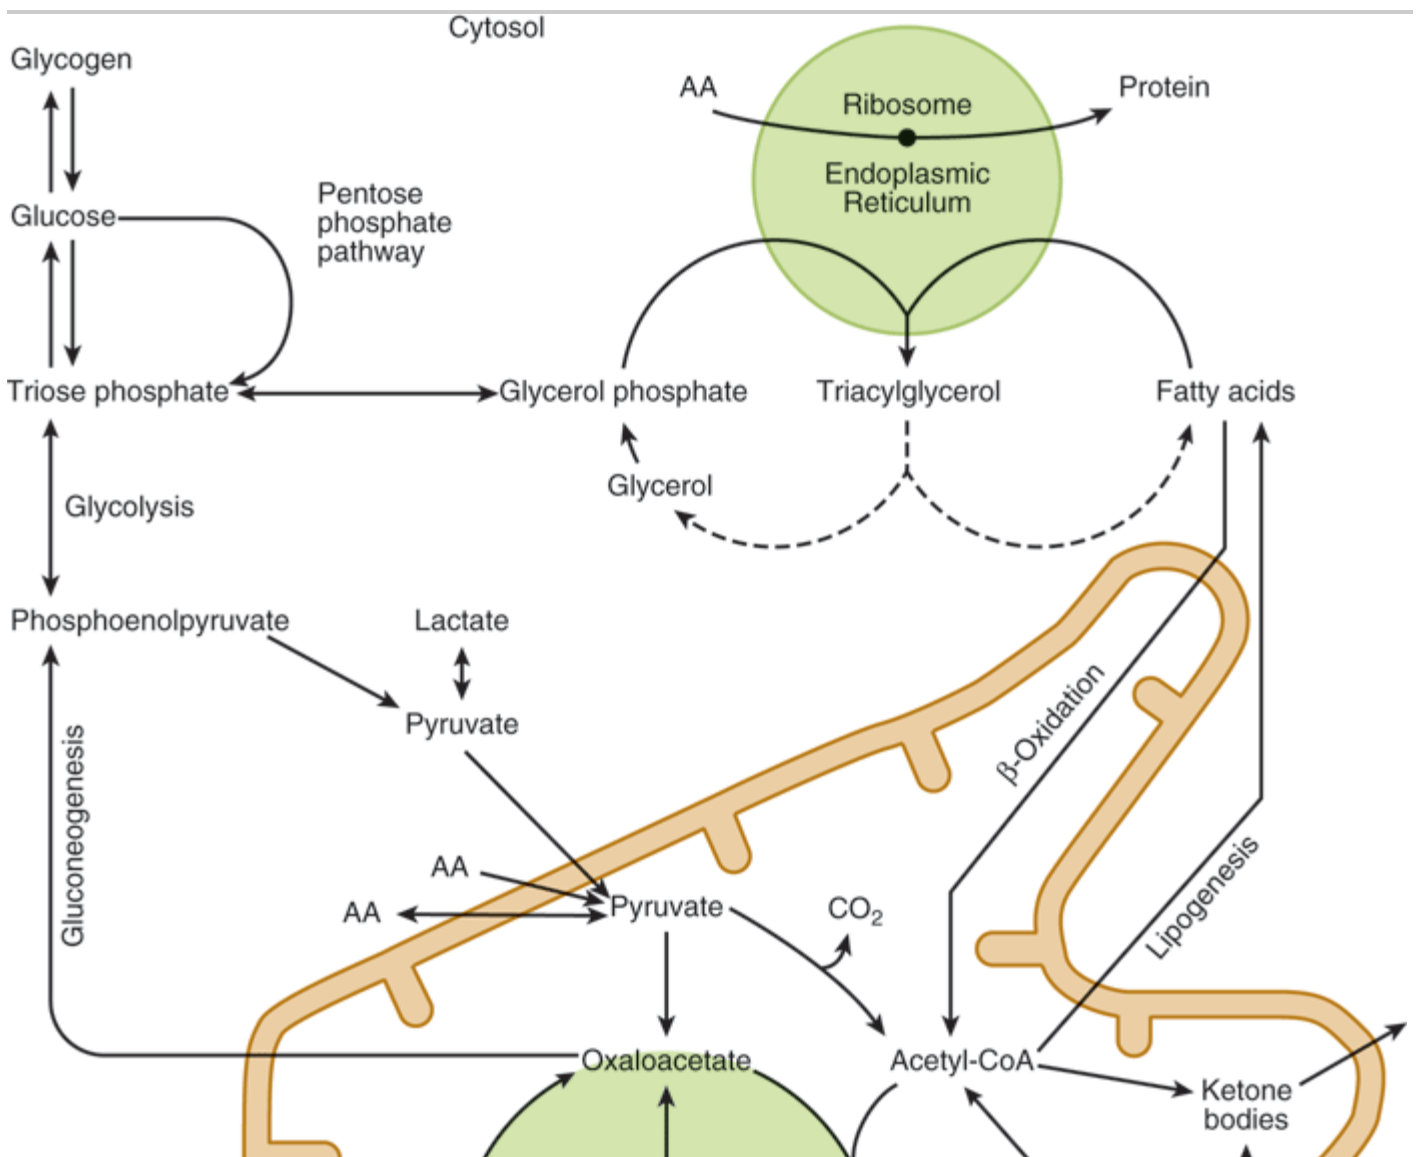 Cytosol
Glycogen
AA
Protein
Ribosome
Endoplasmic
Reticulum
Pentose
phosphate
pathway
Glucose
Triose phosphate
Glycerol phosphate
Triacylglycerol
Fatty acids
Glycerol
Glycolysis
Phosphoenolpyruvate
Lactate
Pyruvate
β-Oxidation
Gluconeogenesis
AA
AA
Pyruvate
CO₂
Lipogenesis
Oxaloacetate
Acetyl-CoA
Ketone
bodies